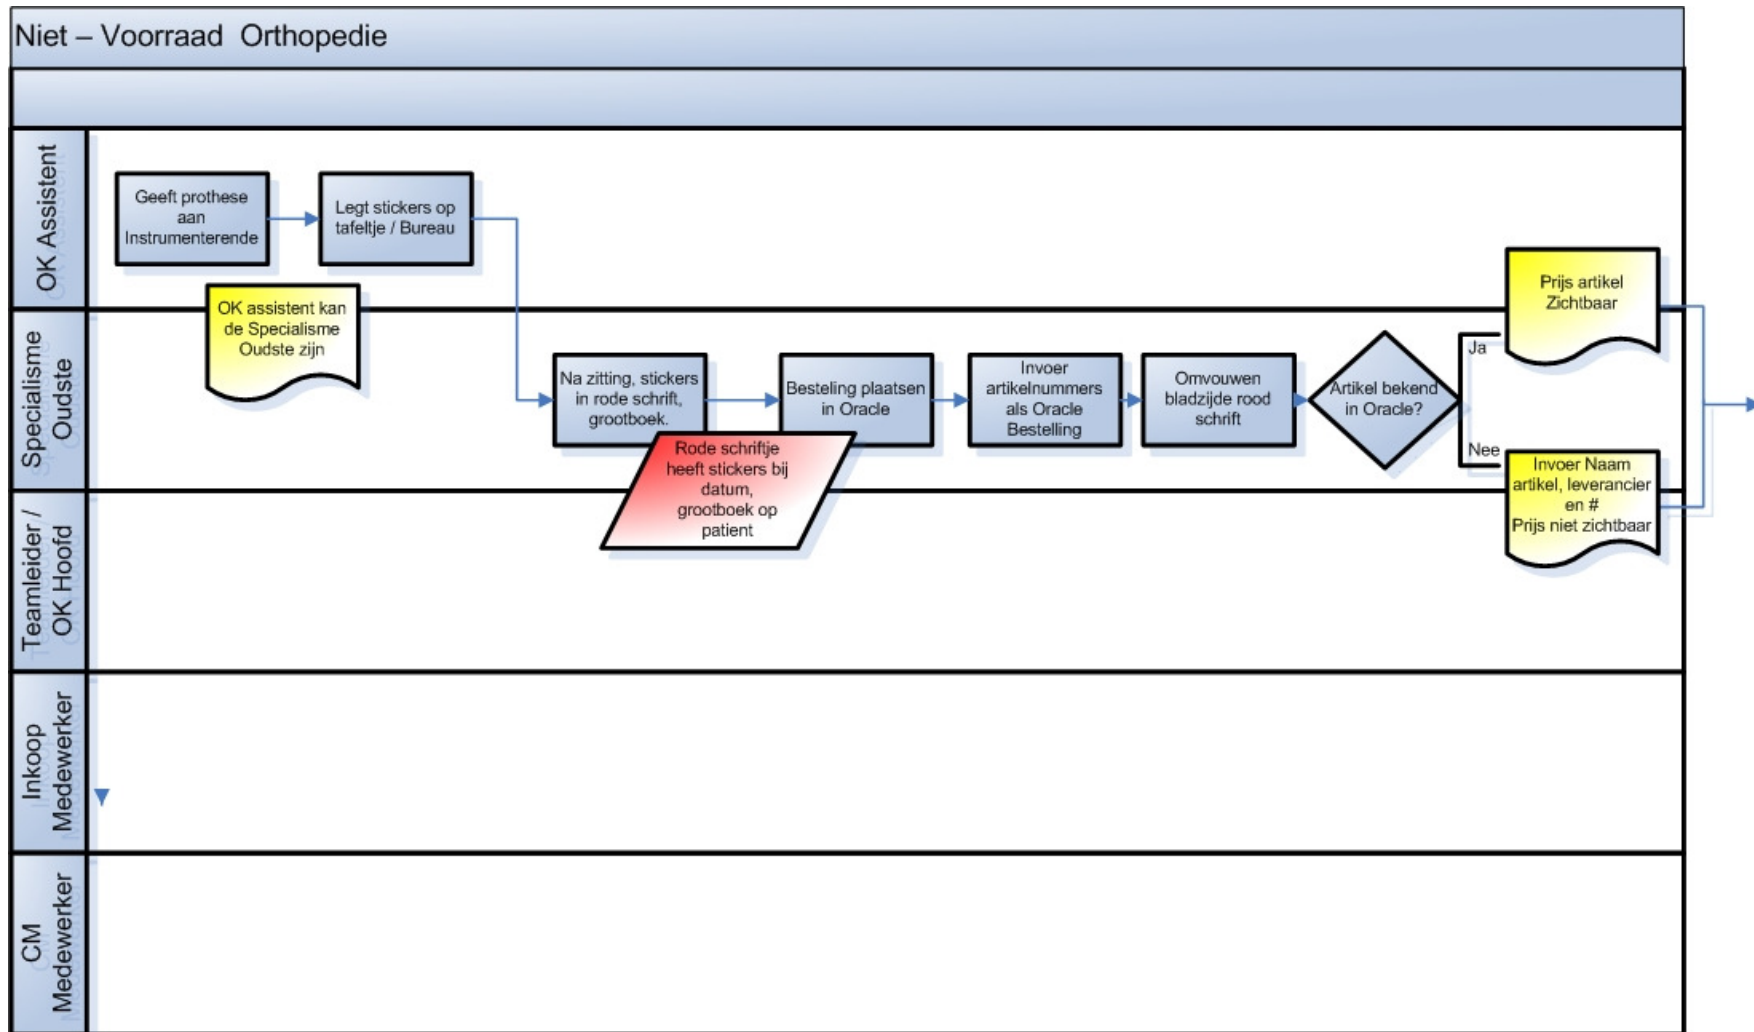 Niet – Voorraad  Orthopedie
OK Assistent
Geeft prothese
aan
Instrumenterende
Legt stickers op
tafeltje / Bureau
OK assistent kan
de Specialisme
Oudste zijn
Prijs artikel
Zichtbaar
Specialisme
Oudste
Na zitting, stickers
in rode schrift,
grootboek.
Besteling plaatsen
in Oracle
Invoer
artikelnummers
als Oracle
Bestelling
Omvouwen
bladzijde rood
schrift
Artikel bekend
in Oracle?
Ja
Nee
Rode schriftje
heeft stickers bij
datum,
grootboek op
patient
Invoer Naam
artikel, leverancier
en #
Prijs niet zichtbaar
Teamleider /
OK Hoofd
Inkoop
Medewerker
CM
Medewerker